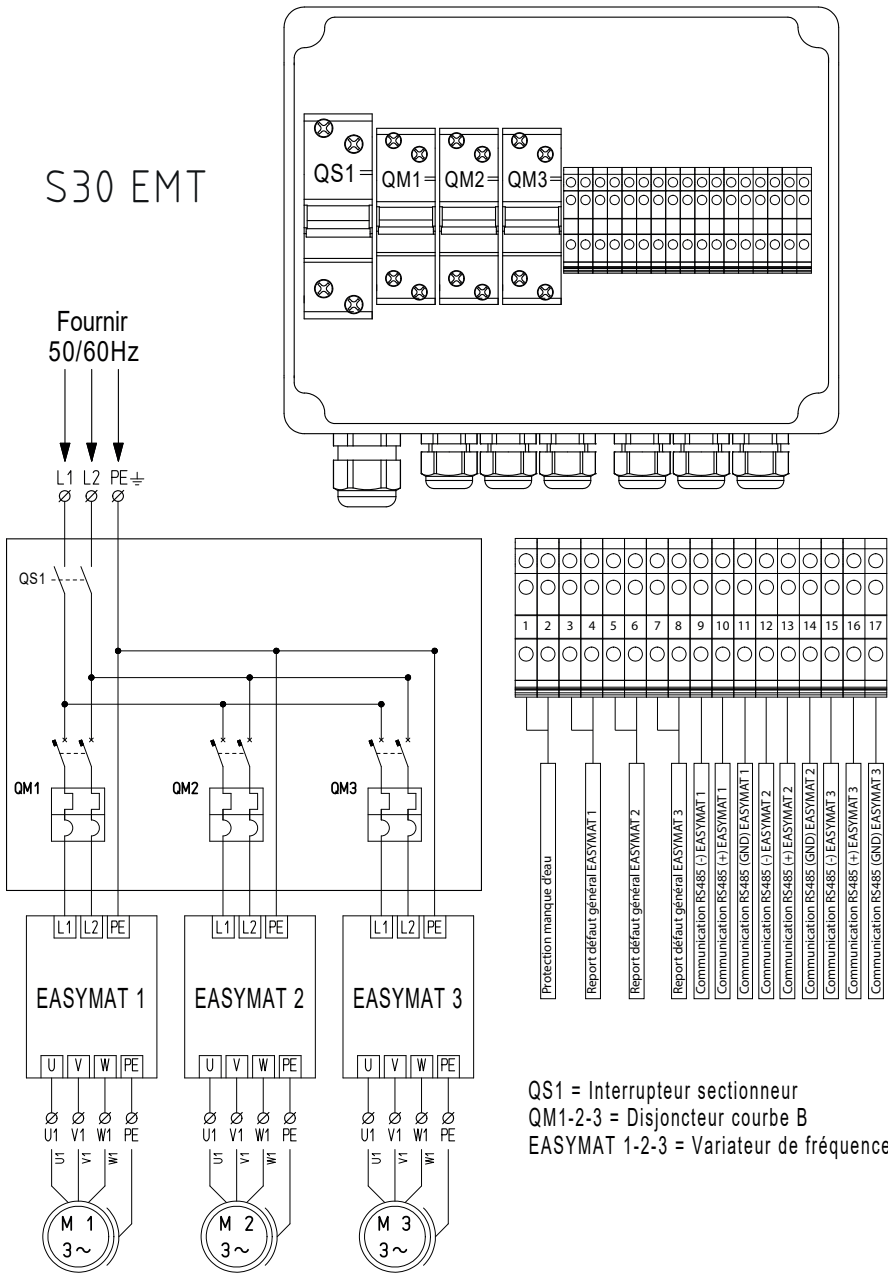 S30 EMT
QS1=
QM1=
QM2=
QM3=
Fournir
50/60Hz
L1 L2 PE
QS1
QM1
QM2
QM3
L1 L2 PE
L1 L2 PE
L1 L2 PE
EASYMAT 1
EASYMAT 2
EASYMAT 3
U V W PE
U V W PE
U V W PE
U1 V1 W1 PE
U1 V1 W1 PE
U1 V1 W1 PE
U1 V1 W1
U1 V1 W1
U1 V1 W1
M 1
3~
M 2
3~
M 3
3~
1 2 3 4 5 6 7 8 9 10 11 12 13 14 15 16 17
Protection manque d'eau
Report défaut général EASYMAT 1
Report défaut général EASYMAT 2
Report défaut général EASYMAT 3
Communication RS485 (-) EASYMAT 1
Communication RS485 (+) EASYMAT 1
Communication RS485 (GND) EASYMAT 1
Communication RS485 (-) EASYMAT 2
Communication RS485 (+) EASYMAT 2
Communication RS485 (GND) EASYMAT 2
Communication RS485 (-) EASYMAT 3
Communication RS485 (+) EASYMAT 3
Communication RS485 (GND) EASYMAT 3
QS1 = Interrupteur sectionneur
QM1-2-3 = Disjoncteur courbe B
EASYMAT 1-2-3 = Variateur de fréquence